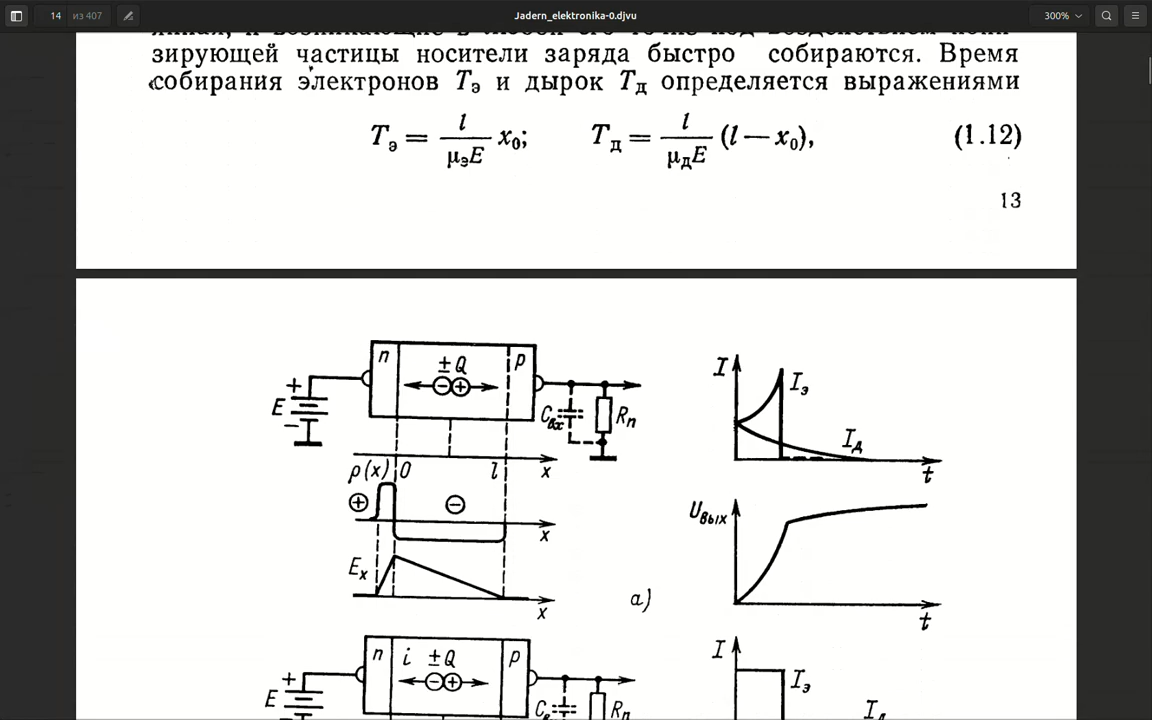 14 из 407
Jadern_elektronika-0.djvu
300%
зирующей частицы носители заряда быстро собираются. Время
собирания электронов Tэ и дырок Tд определяется выражениями
Tэ = l/μэE x₀; Tд = l/μдE (l — x₀), (1.12)
13
n ±Q p
+ E −
Cвх Rп
ρ(x) 0 l x
+ − x
Ex x
а)
I Iэ Iд t
Uвых t
n i ±Q p
+ E
Rп
I Iэ Iд